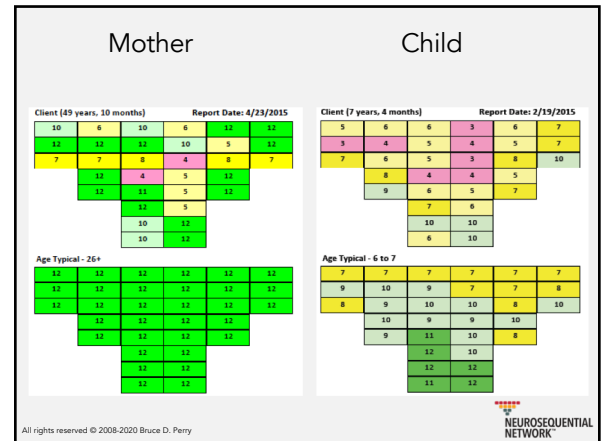 Mother
Child
Client (49 years, 10 months) Report Date: 4/23/2015
10 6 10 6 12 12
12 12 12 10 5 12
7 7 8 4 8 7
12 4 5 12
12 11 5 12
12 5
10 12
10 12
Age Typical - 26+
12 12 12 12 12 12
12 12 12 12 12 12
12 12 12 12 12 12
12 12 12 12
12 12 12 12
12 12
12 12
12 12
Client (7 years, 4 months) Report Date: 2/19/2015
5 6 6 3 6 7
3 4 5 4 5 7
7 6 5 3 8 10
8 4 4 5
9 6 5 7
7 6
10 10
6 10
Age Typical - 6 to 7
7 7 7 7 7 7
9 10 9 7 7 8
8 9 10 10 8 10
10 9 9 10
9 11 10 8
12 10
12 12
11 12
All rights reserved © 2008-2020 Bruce D. Perry
NEUROSEQUENTIAL
NETWORK™